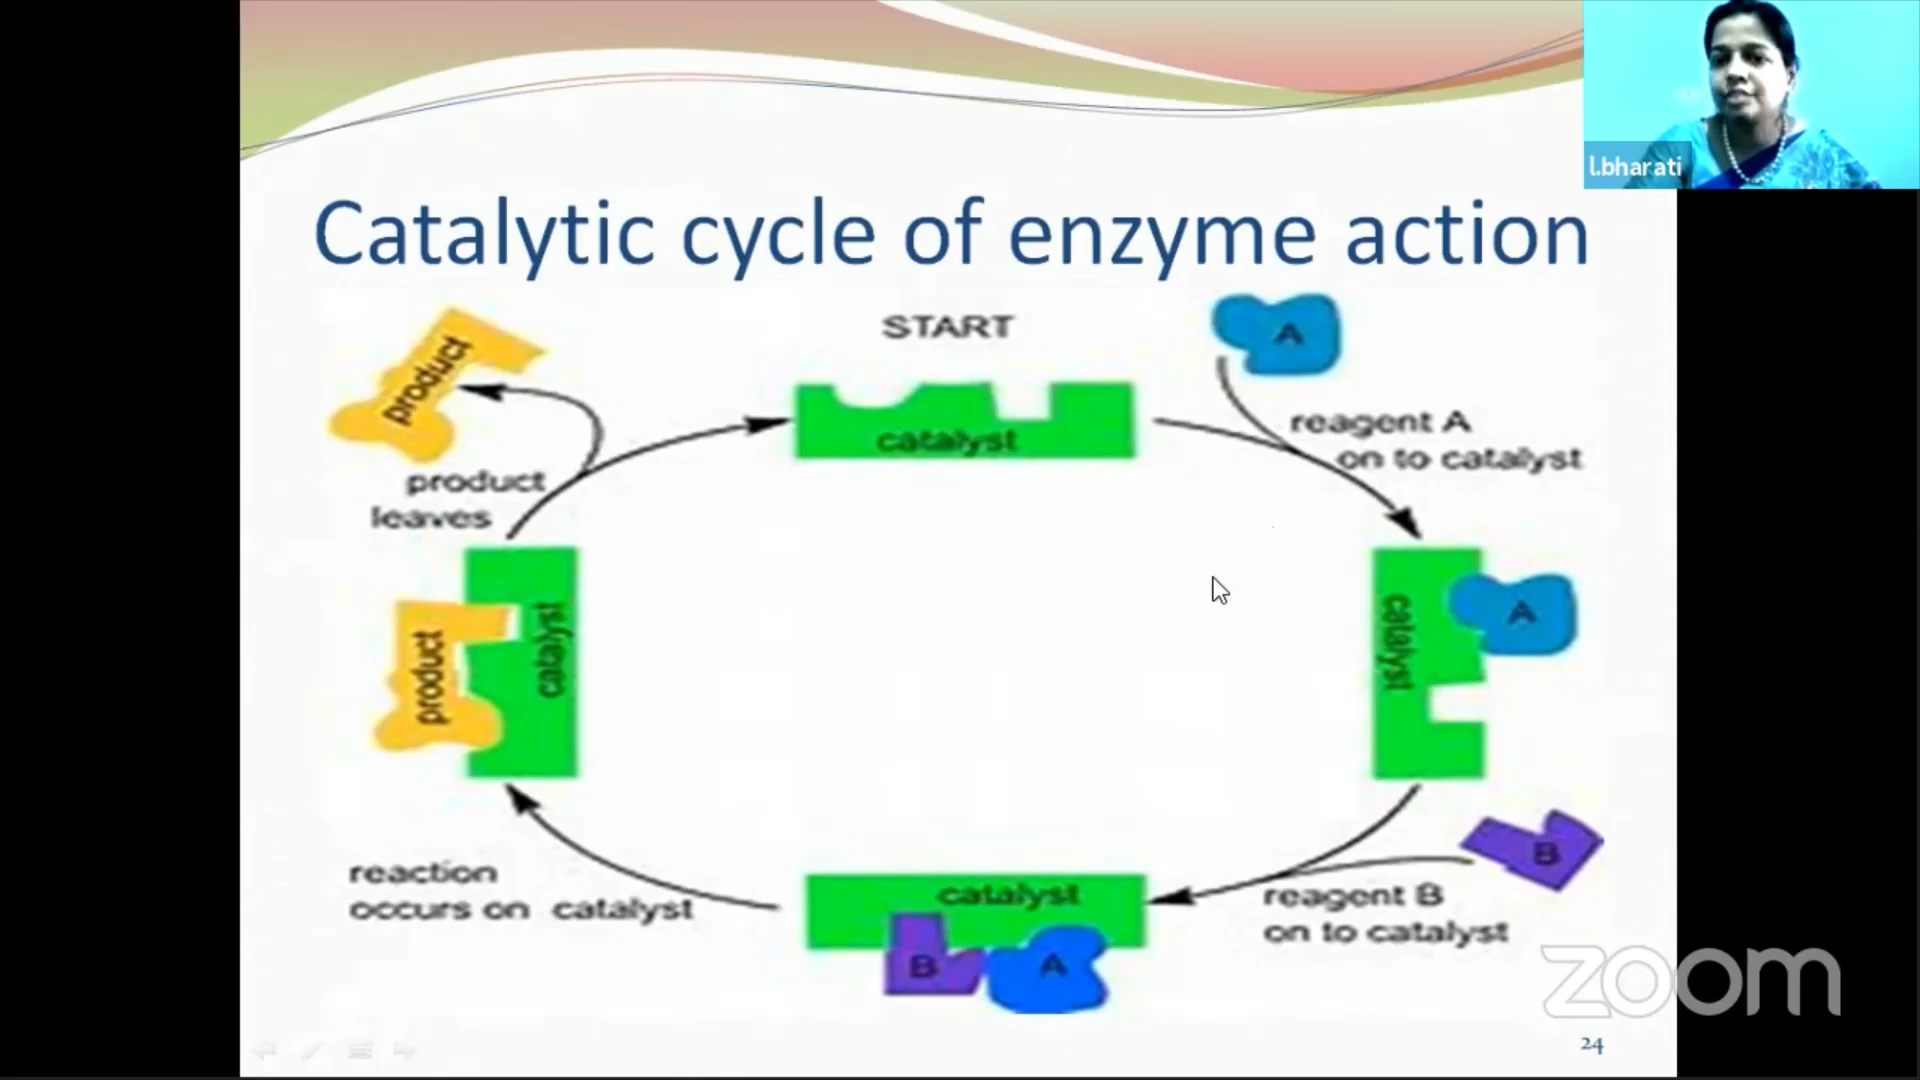 l.bharati
Catalytic cycle of enzyme action
START
A
product
reagent A
on to catalyst
catalyst
product
leaves
catalyst
A
product
catalyst
B
reagent B
on to catalyst
catalyst
B A
reaction
occurs on catalyst
zoom
24